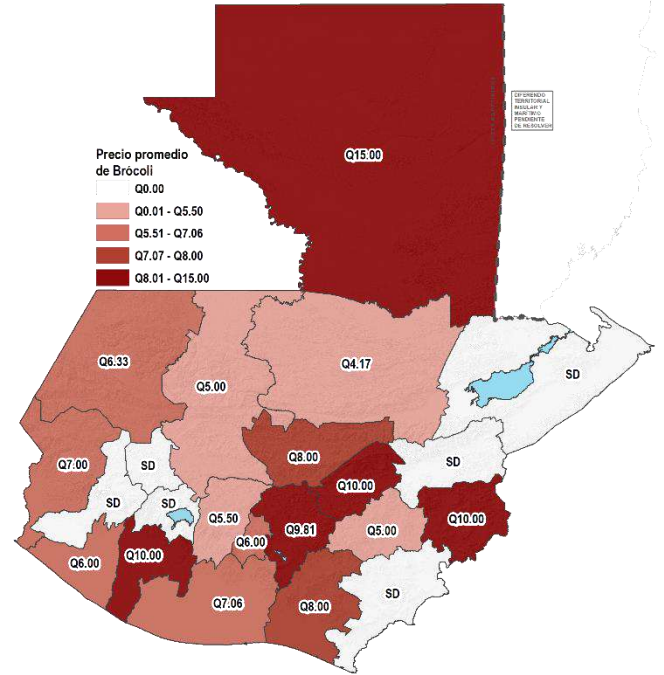 DIFERENDO
TERRITORIAL
INSULAR Y
MARÍTIMO
PENDIENTE
DE RESOLVER
Q15.00
Precio promedio
de Brócoli
Q0.00
Q0.01 - Q5.50
Q5.51 - Q7.06
Q7.07 - Q8.00
Q8.01 - Q15.00
Q6.33
Q5.00
Q4.17
SD
Q7.00
SD
Q8.00
SD
SD
SD
Q10.00
Q5.50
Q9.81
Q10.00
Q6.00
Q5.00
Q6.00
Q10.00
Q7.06
Q8.00
SD